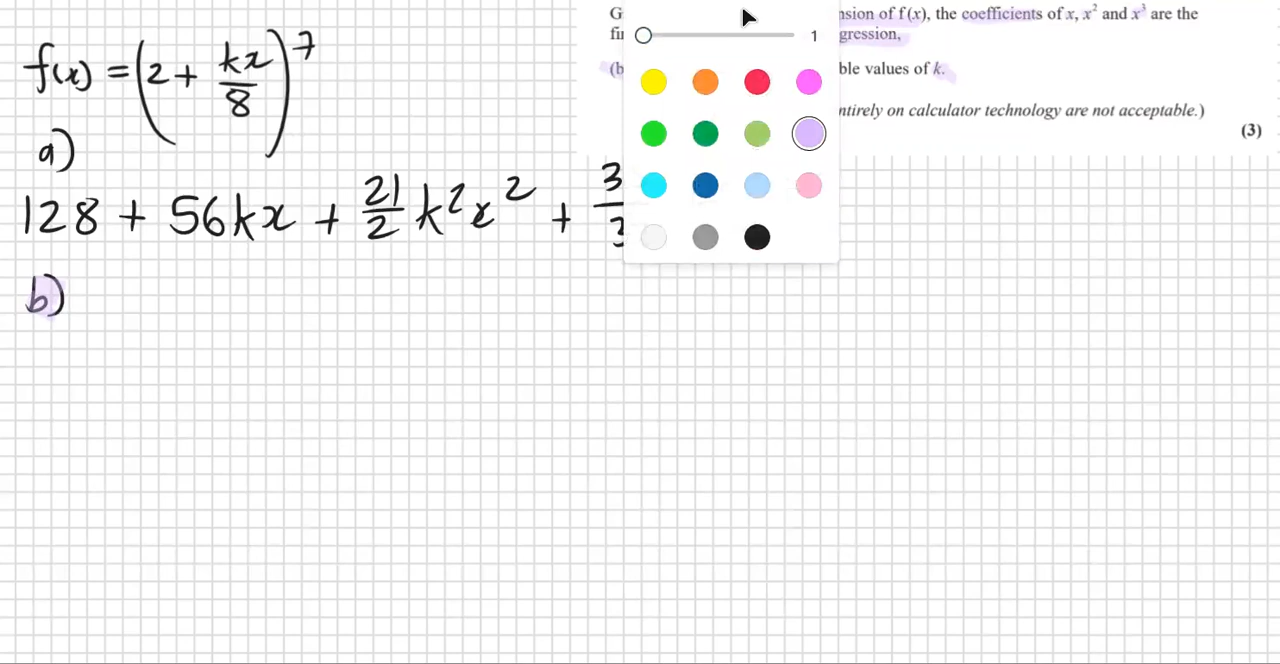 nsion of f(x), the coefficients of x, x² and x³ are the
gression,
ble values of k.
ntirely on calculator technology are not acceptable.)
(3)
1
f(x) = (2 + kx/8)^7
a)
128 + 56kx + 21/2 k²x² + 3
b)